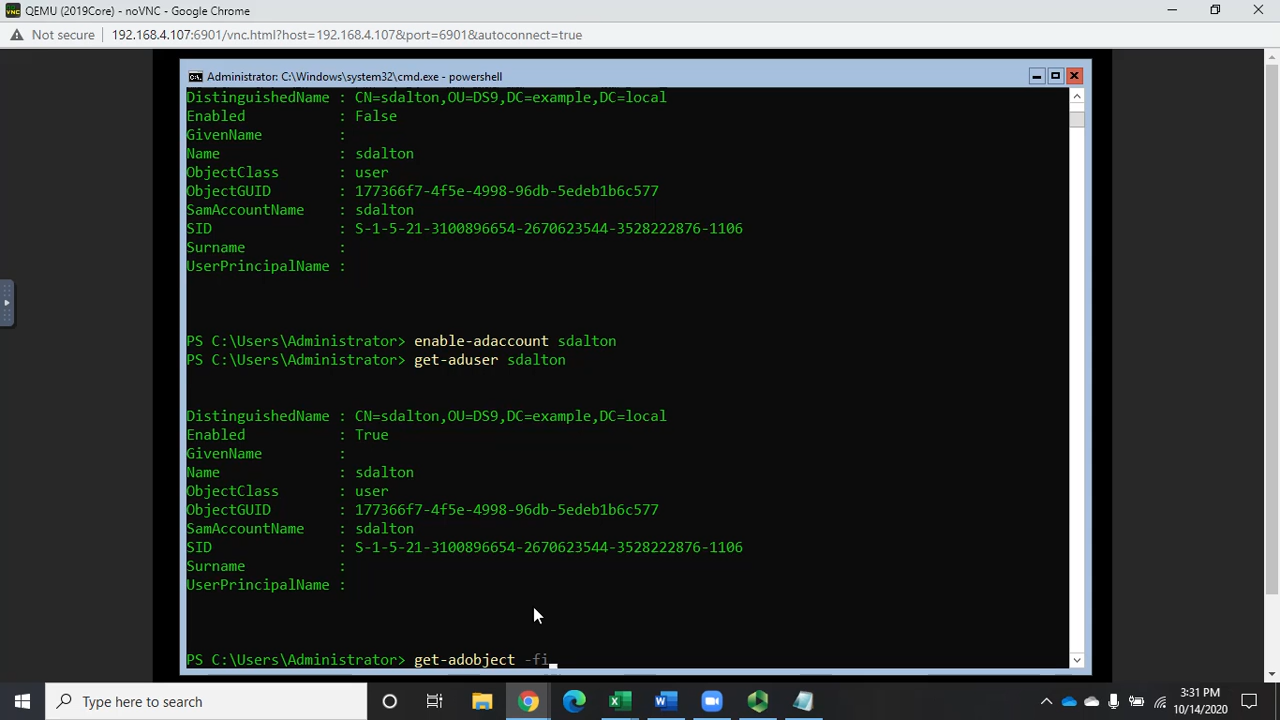 QEMU (2019Core) - noVNC - Google Chrome
Not secure
192.168.4.107:6901/vnc.html?host=192.168.4.107&port=6901&autoconnect=true
Administrator: C:\Windows\system32\cmd.exe - powershell
DistinguishedName : CN=sdalton,OU=DS9,DC=example,DC=local
Enabled : False
GivenName :
Name : sdalton
ObjectClass : user
ObjectGUID : 177366f7-4f5e-4998-96db-5edeb1b6c577
SamAccountName : sdalton
SID : S-1-5-21-3100896654-2670623544-3528222876-1106
Surname :
UserPrincipalName :
PS C:\Users\Administrator> enable-adaccount sdalton
PS C:\Users\Administrator> get-aduser sdalton
DistinguishedName : CN=sdalton,OU=DS9,DC=example,DC=local
Enabled : True
GivenName :
Name : sdalton
ObjectClass : user
ObjectGUID : 177366f7-4f5e-4998-96db-5edeb1b6c577
SamAccountName : sdalton
SID : S-1-5-21-3100896654-2670623544-3528222876-1106
Surname :
UserPrincipalName :
PS C:\Users\Administrator> get-adobject -fi
Type here to search
3:31 PM
10/14/2020